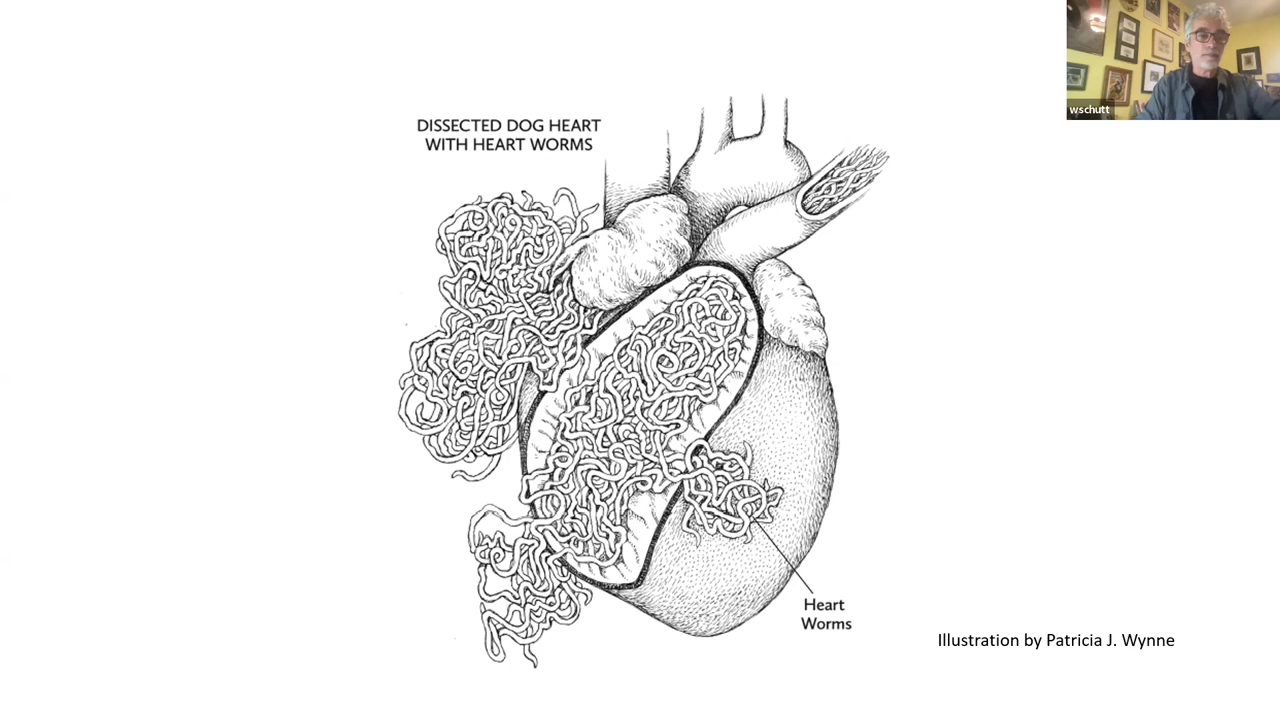 wschutt
DISSECTED DOG HEART
WITH HEART WORMS
Heart
Worms
Illustration by Patricia J. Wynne